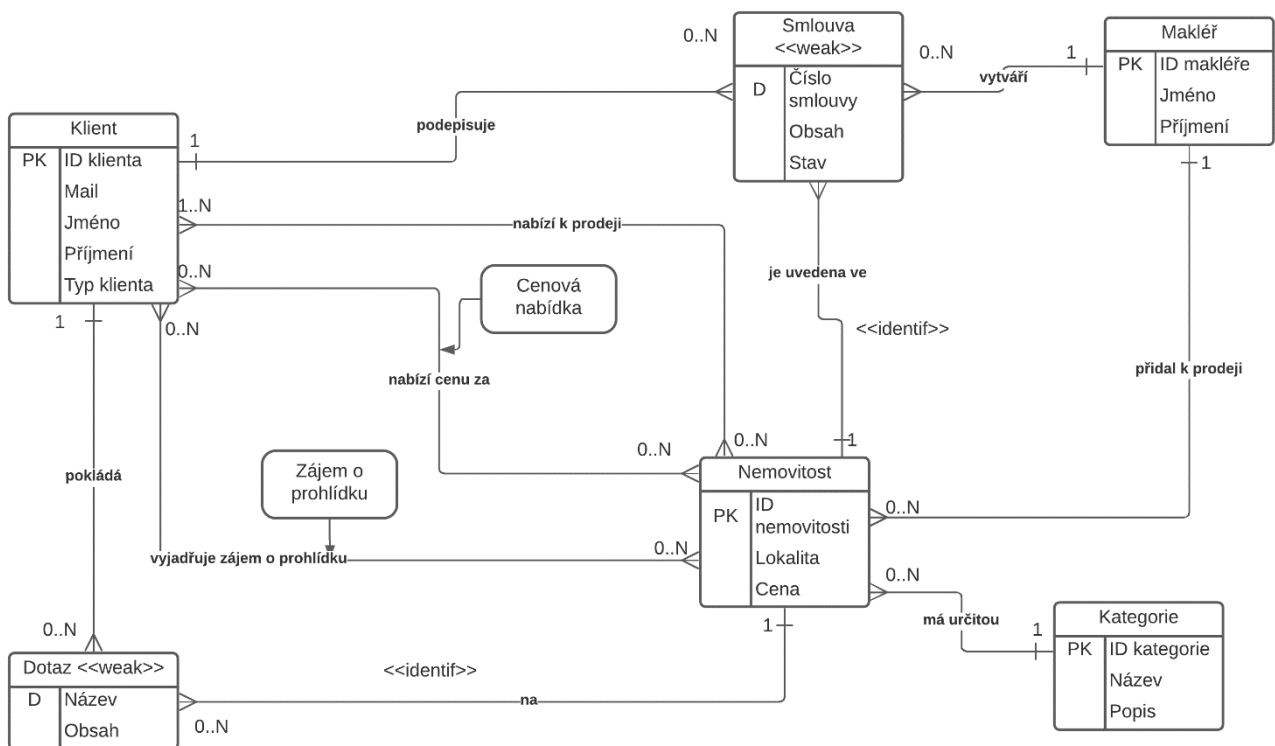 Smlouva
<<weak>>
D
Číslo
smlouvy
Obsah
Stav
0..N
0..N
vytváří
1
Makléř
PK
ID makléře
Jméno
Příjmení
1
Klient
PK
ID klienta
Mail
Jméno
Příjmení
Typ klienta
1
podepisuje
1..N
nabízí k prodeji
0..N
Cenová
nabídka
0..N
1
je uvedena ve
<<identif>>
přidal k prodeji
nabízí cenu za
0..N
0..N
1
Zájem o
prohlídku
pokládá
vyjadřuje zájem o prohlídku
0..N
Nemovitost
PK
ID
nemovitosti
Lokalita
Cena
0..N
0..N
1
má určitou
1
Kategorie
PK
ID kategorie
Název
Popis
0..N
Dotaz <<weak>>
D
Název
Obsah
<<identif>>
na
0..N